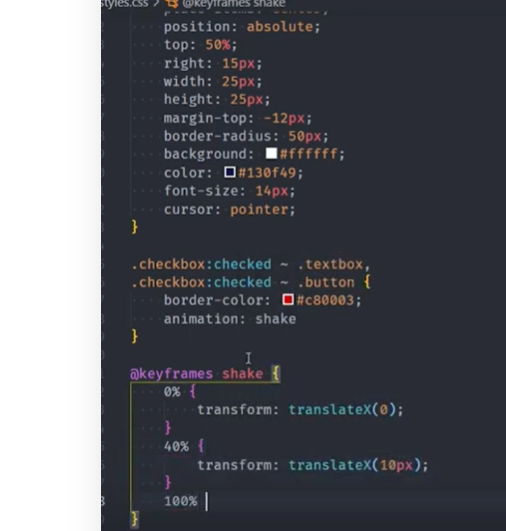 styles.css > @keyframes shake
position: absolute;
top: 50%;
right: 15px;
width: 25px;
height: 25px;
margin-top: -12px;
border-radius: 50px;
background: #ffffff;
color: #130f49;
font-size: 14px;
cursor: pointer;
}
.checkbox:checked ~ .textbox,
.checkbox:checked ~ .button {
border-color: #c80003;
animation: shake
}
@keyframes shake {
0% {
transform: translateX(0);
}
40% {
transform: translateX(10px);
}
100%
}